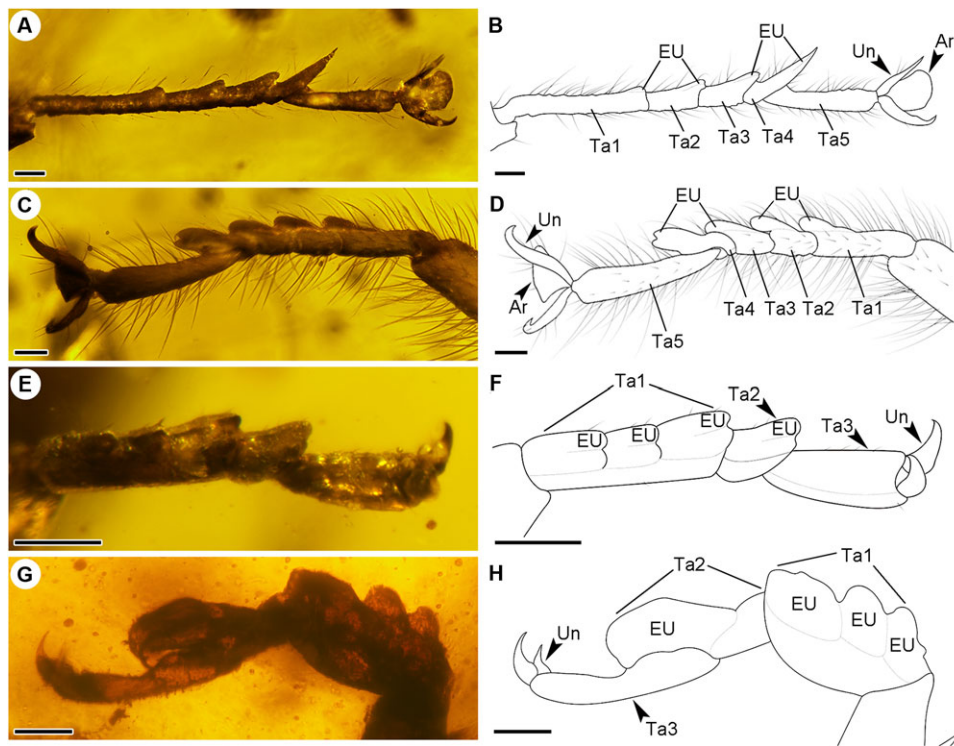 A
B
EU EU Un Ar
Ta1 Ta2 Ta3 Ta4 Ta5
C
D
Un EU EU
Ar Ta5 Ta4 Ta3 Ta2 Ta1
E
F
Ta1 Ta2 Ta3 Un
EU EU EU EU
G
H
Ta2 Ta1
Un EU EU EU EU
Ta3